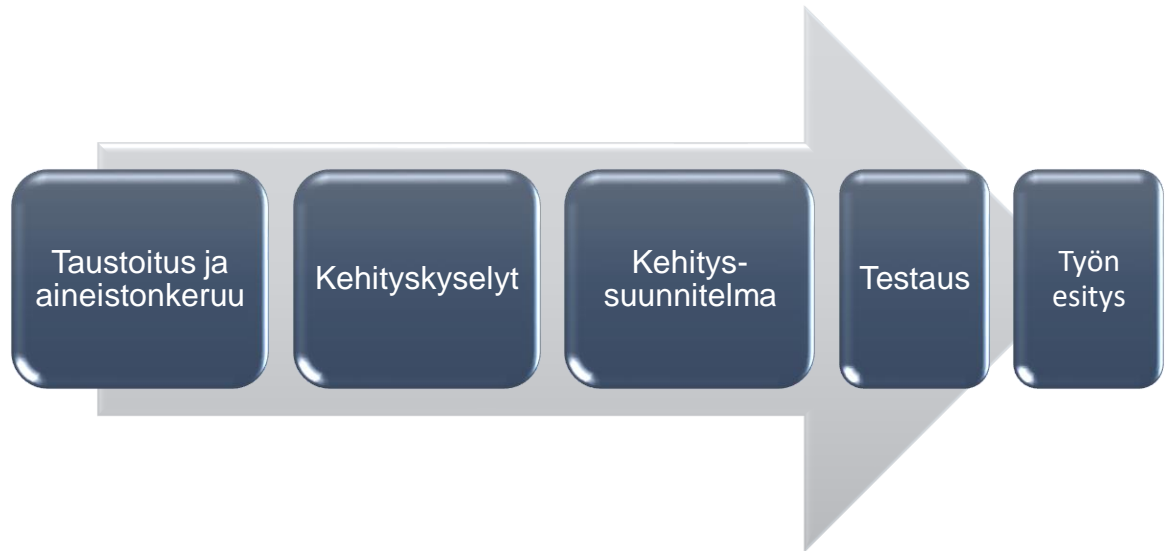 Taustoitus ja
aineistonkeruu
Kehityskyselyt
Kehitys-
suunnitelma
Testaus
Työn
esitys